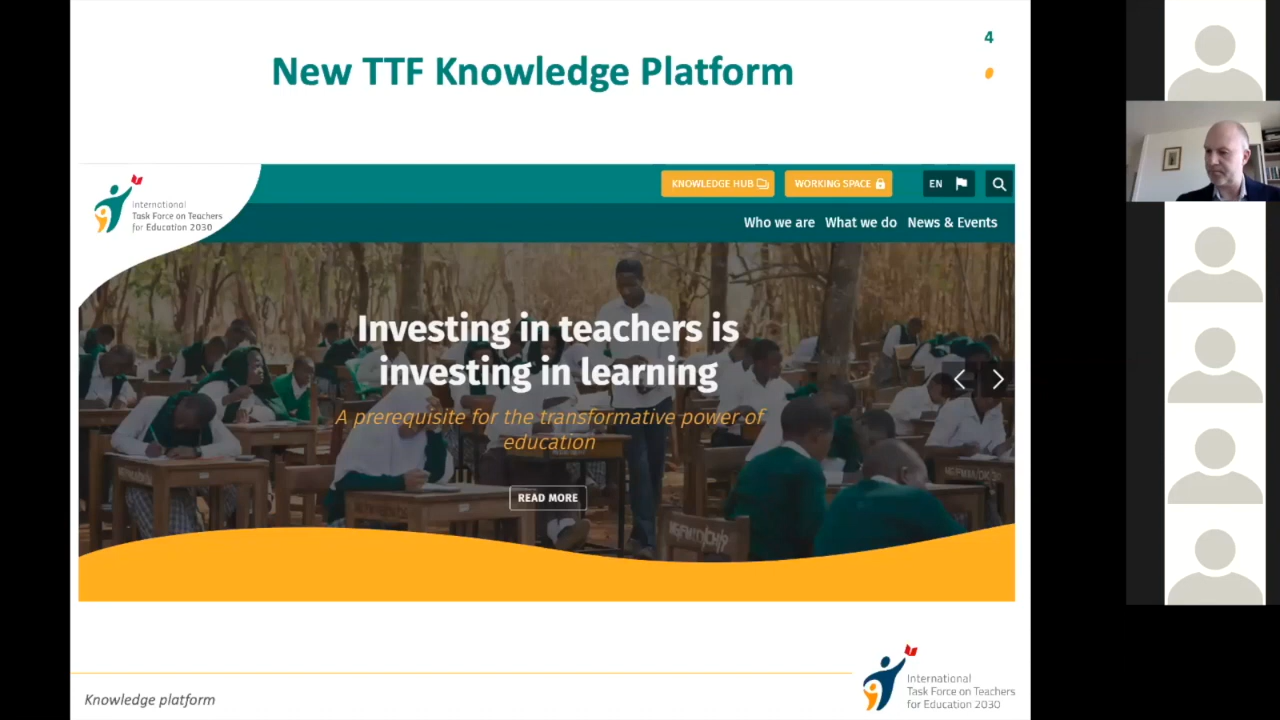 4
New TTF Knowledge Platform
KNOWLEDGE HUB
WORKING SPACE
EN
International
Task Force on Teachers
for Education 2030
Who we are
What we do
News & Events
Investing in teachers is
investing in learning
A prerequisite for the transformative power of
education
READ MORE
Knowledge platform
International
Task Force on Teachers
for Education 2030